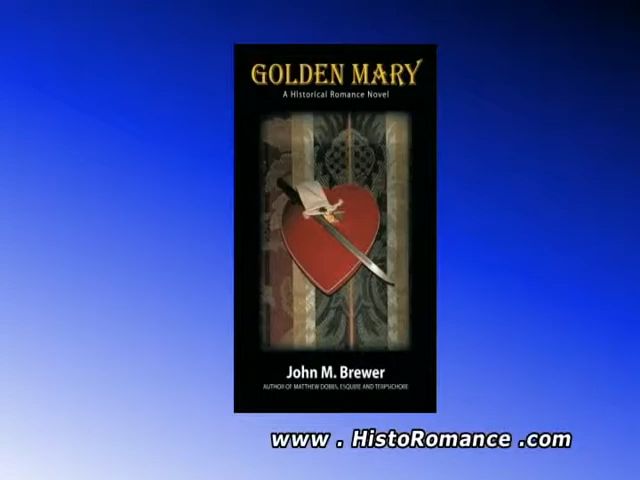 GOLDEN MARY
A Historical Romance Novel
John M. Brewer
AUTHOR OF MATTHEW DOBBS, ESQUIRE AND TERPSICHORE
www . HistoRomance .com